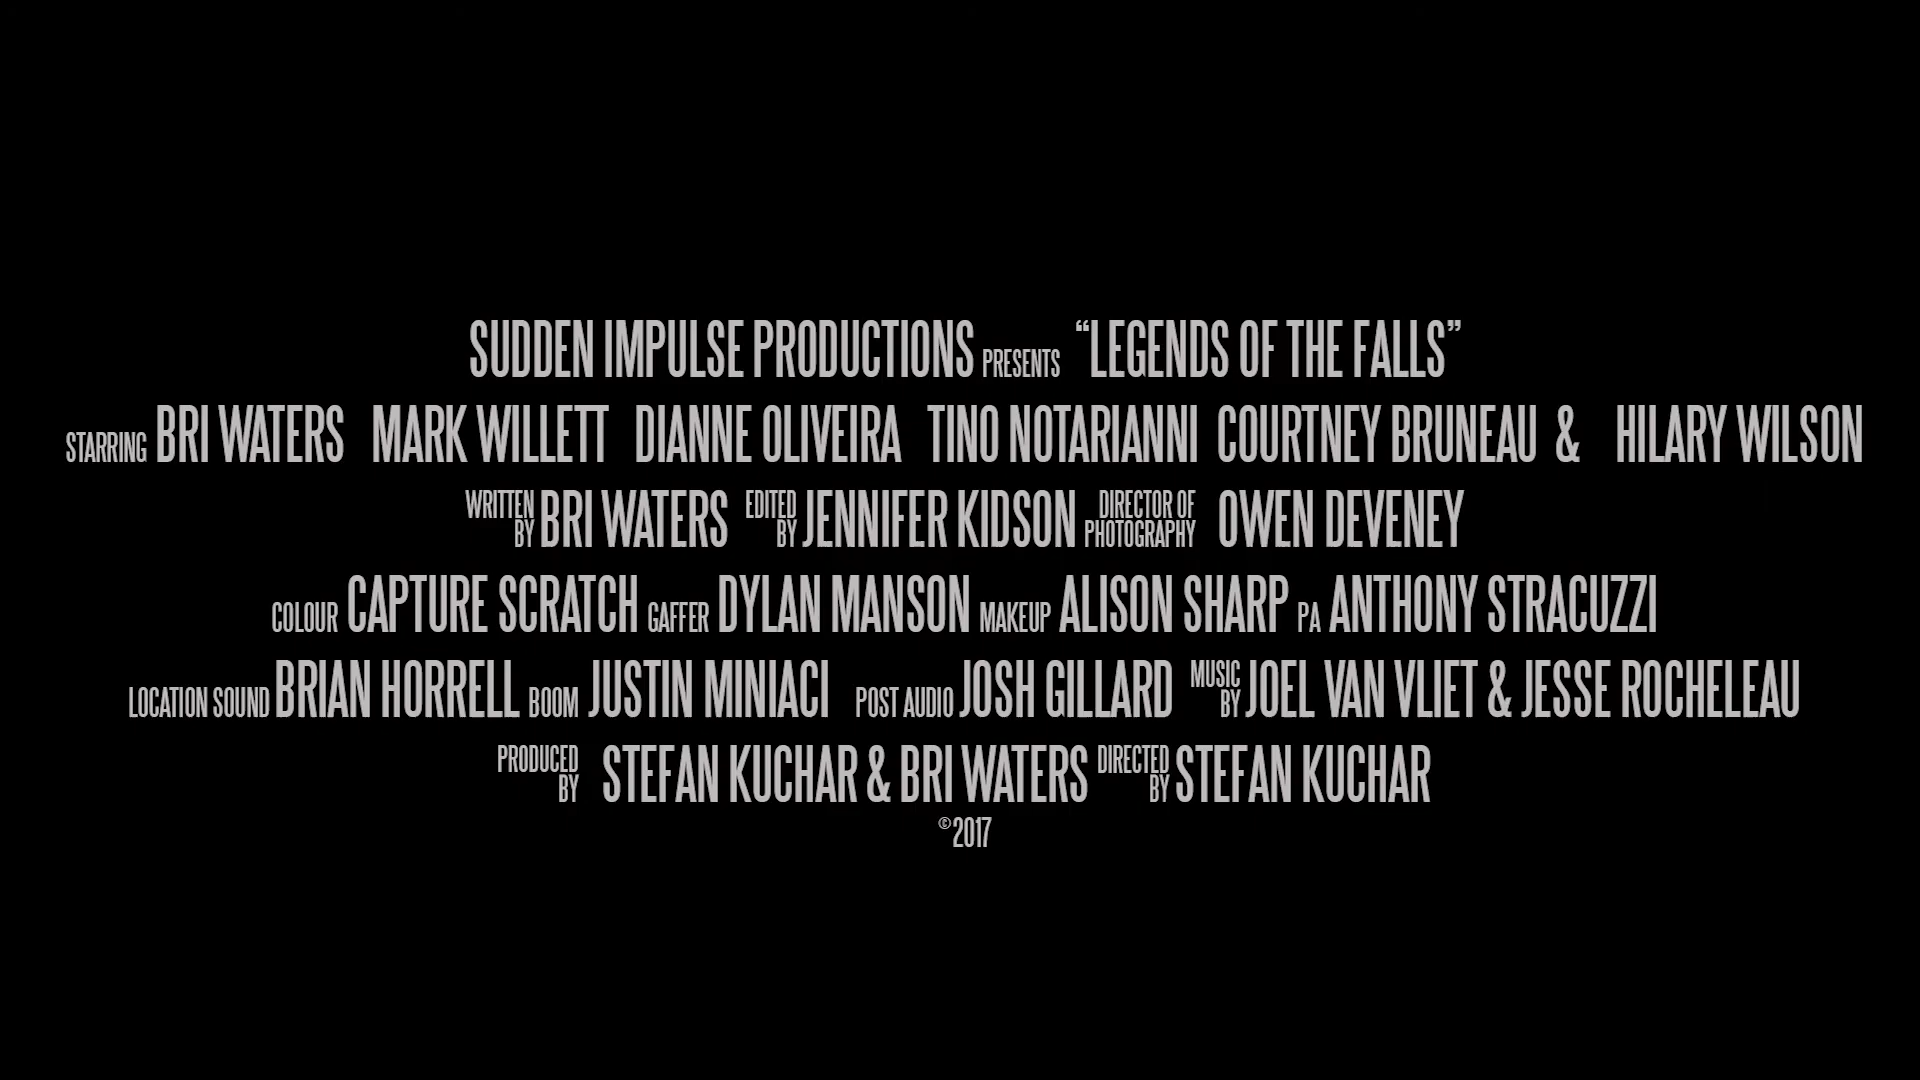 SUDDEN IMPULSE PRODUCTIONS PRESENTS “LEGENDS OF THE FALLS”
STARRING BRI WATERS MARK WILLETT DIANNE OLIVEIRA TINO NOTARIANNI COURTNEY BRUNEAU & HILARY WILSON
WRITTEN BY BRI WATERS EDITED BY JENNIFER KIDSON DIRECTOR OF PHOTOGRAPHY OWEN DEVENEY
COLOUR CAPTURE SCRATCH GAFFER DYLAN MANSON MAKEUP ALISON SHARP PA ANTHONY STRACUZZI
LOCATION SOUND BRIAN HORRELL BOOM JUSTIN MINIACI POST AUDIO JOSH GILLARD MUSIC BY JOEL VAN VLIET & JESSE ROCHELEAU
PRODUCED BY STEFAN KUCHAR & BRI WATERS DIRECTED BY STEFAN KUCHAR
©2017